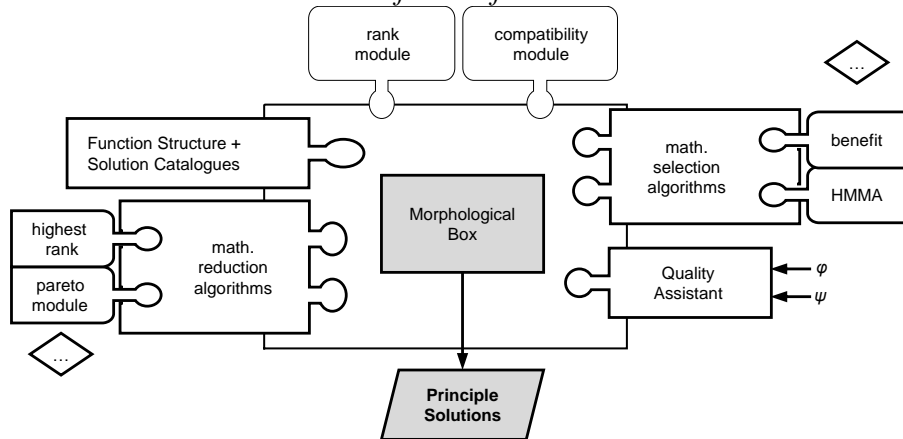 rank
module
compatibility
module
...
Function Structure +
Solution Catalogues
math.
selection
algorithms
benefit
HMMA
Morphological
Box
highest
rank
pareto
module
math.
reduction
algorithms
Quality
Assistant
φ
ψ
...
Principle
Solutions